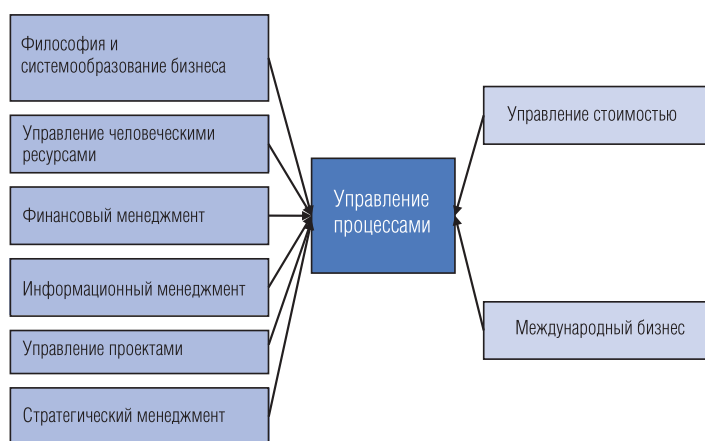 Философия и
системообразование бизнеса
Управление человеческими
ресурсами
Финансовый менеджмент
Информационный менеджмент
Управление проектами
Стратегический менеджмент
Управление
процессами
Управление стоимостью
Международный бизнес